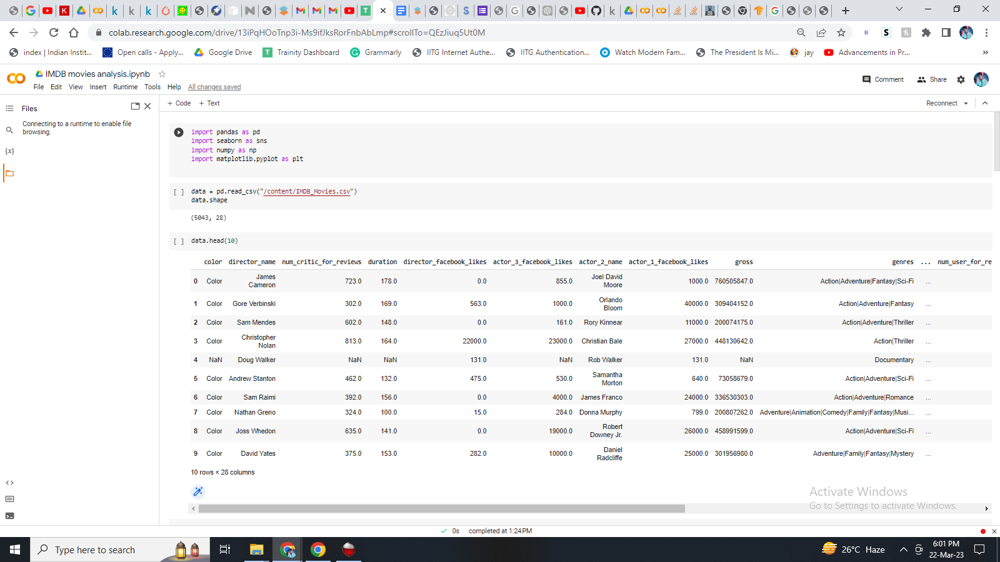 colab.research.google.com/drive/13iPqHOoTnp3i-Ms9ifJksRorFnbAbLmp#scrollTo=QEzJiuq5Ut0M
index | Indian Instit... Open calls - Apply... Google Drive Trainity Dashboard Grammarly IITG Internet Authe... IITG Authentication... Watch Modern Fam... The President Is Mi... jay Advancements in Pr... »
IMDB movies analysis.ipynb
File Edit View Insert Runtime Tools Help All changes saved
Comment Share
Files
+ Code + Text
Reconnect
Connecting to a runtime to enable file
browsing.
{x}
import pandas as pd
import seaborn as sns
import numpy as np
import matplotlib.pyplot as plt
[ ] data = pd.read_csv("/content/IMDB_Movies.csv")
data.shape
(5043, 28)
[ ] data.head(10)
color director_name num_critic_for_reviews duration director_facebook_likes actor_3_facebook_likes actor_2_name actor_1_facebook_likes gross genres ... num_user_for_re
0 Color James Cameron 723.0 178.0 0.0 855.0 Joel David Moore 1000.0 760505847.0 Action|Adventure|Fantasy|Sci-Fi ...
1 Color Gore Verbinski 302.0 169.0 563.0 1000.0 Orlando Bloom 40000.0 309404152.0 Action|Adventure|Fantasy ...
2 Color Sam Mendes 602.0 148.0 0.0 161.0 Rory Kinnear 11000.0 200074175.0 Action|Adventure|Thriller ...
3 Color Christopher Nolan 813.0 164.0 22000.0 23000.0 Christian Bale 27000.0 448130642.0 Action|Thriller ...
4 NaN Doug Walker NaN NaN 131.0 NaN Rob Walker 131.0 NaN Documentary ...
5 Color Andrew Stanton 462.0 132.0 475.0 530.0 Samantha Morton 640.0 73058679.0 Action|Adventure|Sci-Fi ...
6 Color Sam Raimi 392.0 156.0 0.0 4000.0 James Franco 24000.0 336530303.0 Action|Adventure|Romance ...
7 Color Nathan Greno 324.0 100.0 15.0 284.0 Donna Murphy 799.0 200807262.0 Adventure|Animation|Comedy|Family|Fantasy|Musi... ...
8 Color Joss Whedon 635.0 141.0 0.0 19000.0 Robert Downey Jr. 26000.0 458991599.0 Action|Adventure|Sci-Fi ...
9 Color David Yates 375.0 153.0 282.0 10000.0 Daniel Radcliffe 25000.0 301956980.0 Adventure|Family|Fantasy|Mystery ...
10 rows × 28 columns
Activate Windows
Go to Settings to activate Windows.
0s completed at 1:24 PM
Type here to search
26°C Haze
6:01 PM
22-Mar-23